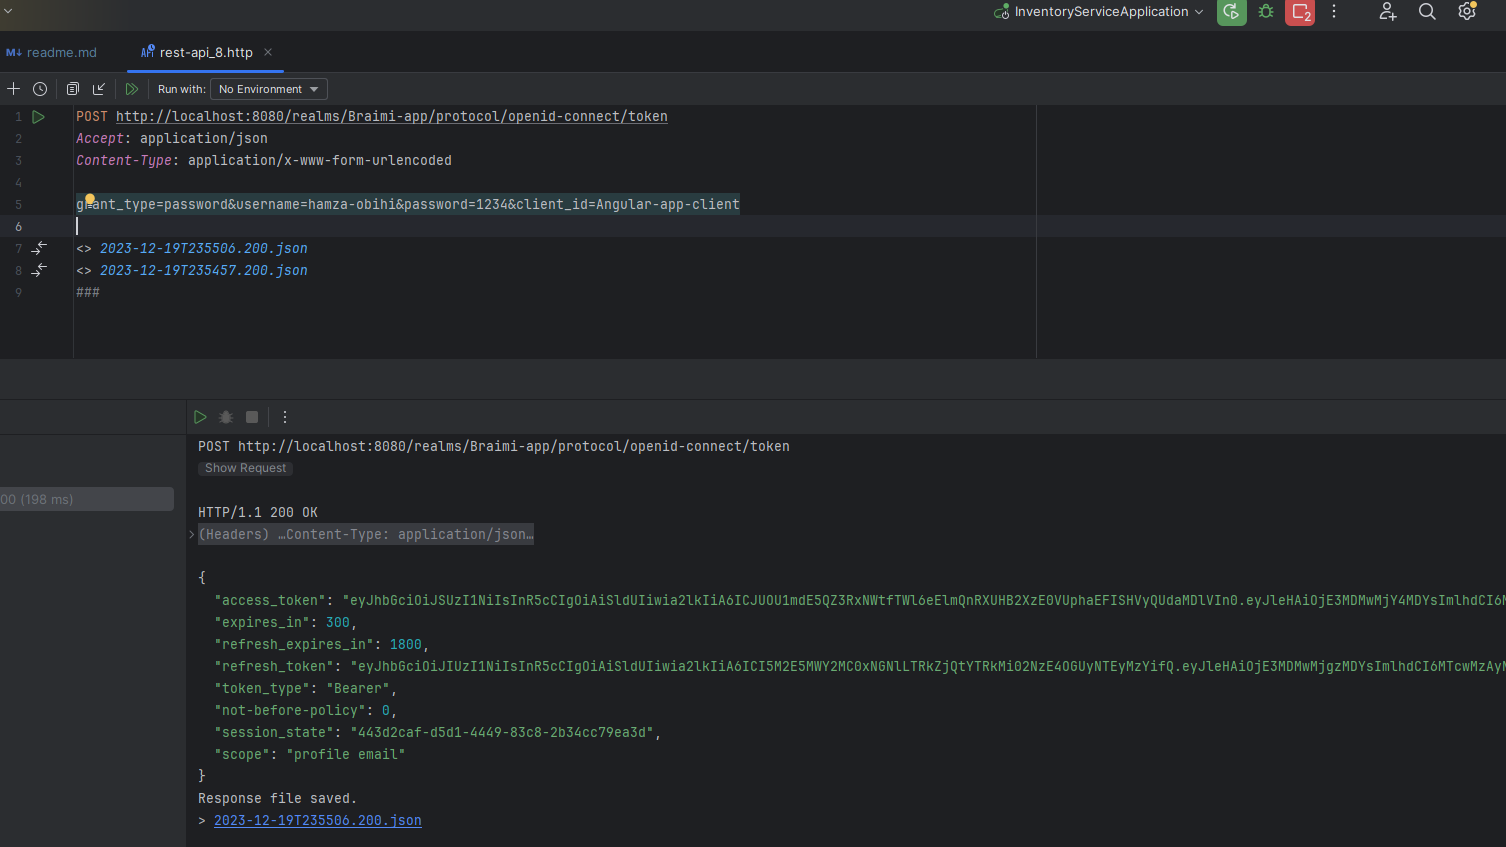 InventoryServiceApplication
2
M↓ readme.md
API rest-api_8.http
Run with: No Environment
1 POST http://localhost:8080/realms/Braimi-app/protocol/openid-connect/token
2 Accept: application/json
3 Content-Type: application/x-www-form-urlencoded
4
5 grant_type=password&username=hamza-obihi&password=1234&client_id=Angular-app-client
6
7 <> 2023-12-19T235506.200.json
8 <> 2023-12-19T235457.200.json
9 ###
POST http://localhost:8080/realms/Braimi-app/protocol/openid-connect/token
Show Request
00 (198 ms)
HTTP/1.1 200 OK
(Headers) …Content-Type: application/json…
{
"access_token":
"expires_in": 300,
"refresh_expires_in": 1800,
"refresh_token":
"token_type": "Bearer",
"not-before-policy": 0,
"session_state": "443d2caf-d5d1-4449-83c8-2b34cc79ea3d",
"scope": "profile email"
}
Response file saved.
> 2023-12-19T235506.200.json